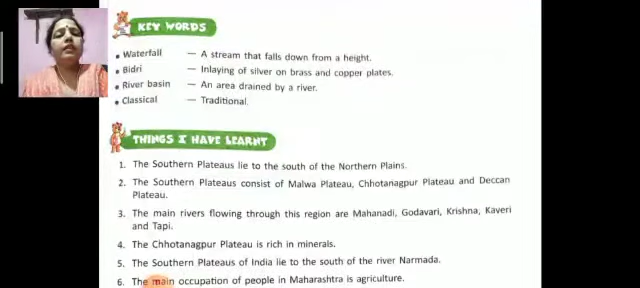 KEY WORDS
• Waterfall — A stream that falls down from a height.
• Bidri — Inlaying of silver on brass and copper plates.
• River basin — An area drained by a river.
• Classical — Traditional.
THINGS I HAVE LEARNT
1. The Southern Plateaus lie to the south of the Northern Plains.
2. The Southern Plateaus consist of Malwa Plateau, Chhotanagpur Plateau and Deccan
Plateau.
3. The main rivers flowing through this region are Mahanadi, Godavari, Krishna, Kaveri
and Tapi.
4. The Chhotanagpur Plateau is rich in minerals.
5. The Southern Plateaus of India lie to the south of the river Narmada.
6. The main occupation of people in Maharashtra is agriculture.